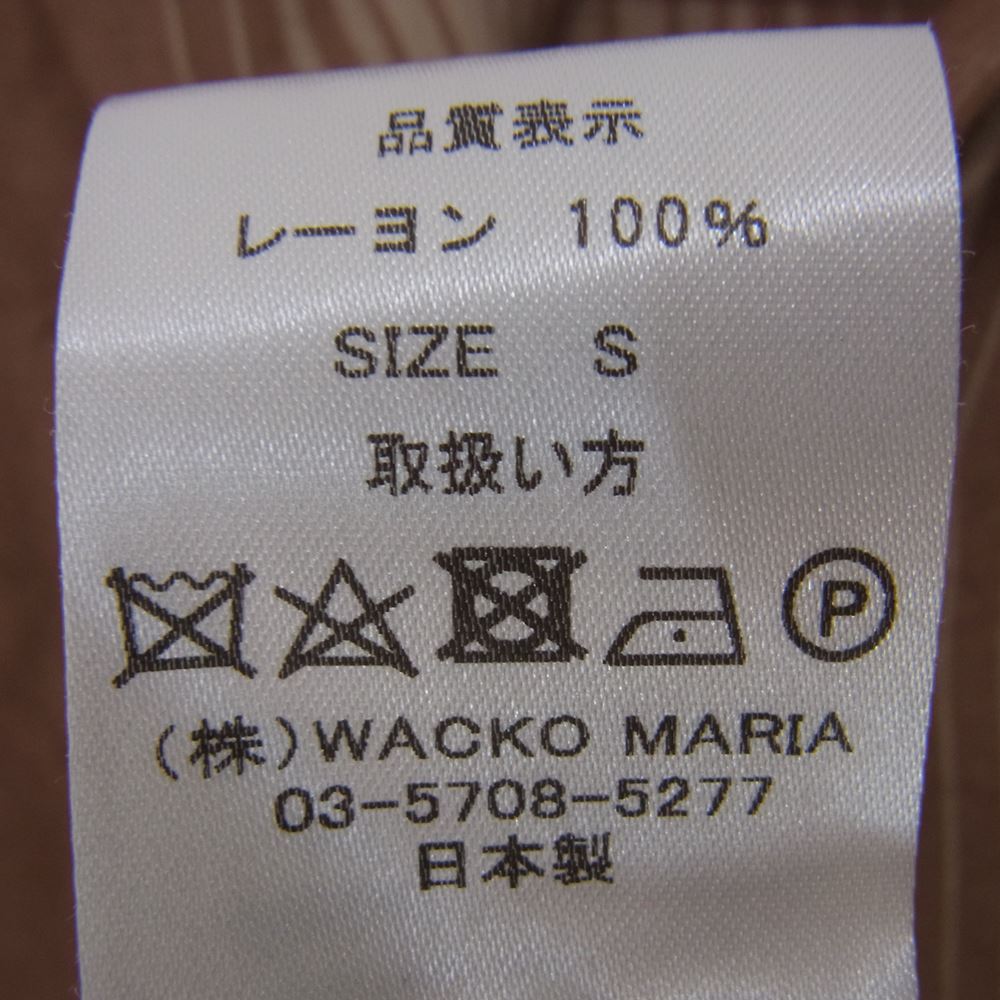 品質表示
レーヨン 100%
SIZE S
取扱い方
P
(株)WACKO MARIA
03-5708-5277
日本製